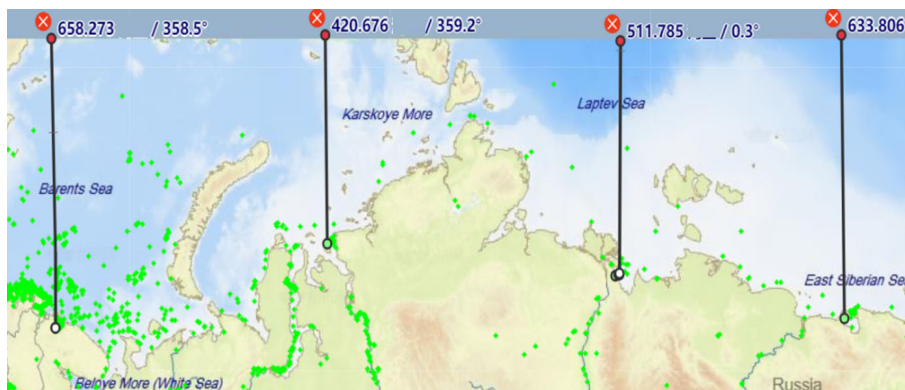 658.273 / 358.5°
420.676 / 359.2°
511.785 / 0.3°
633.806
Karskoye More
Laptev Sea
Barents Sea
East Siberian Sea
Beloye More (White Sea)
Russia